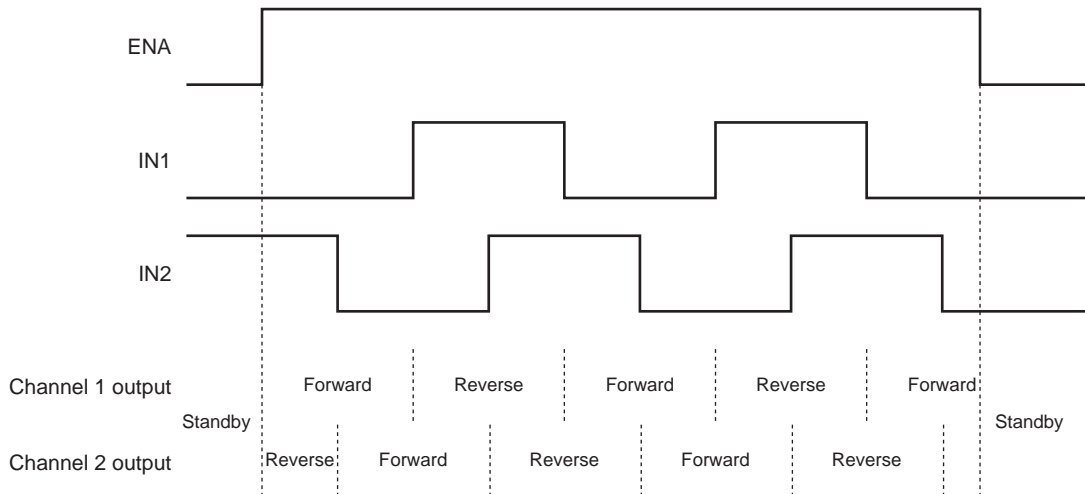 ENA
IN1
IN2
Channel 1 output Forward Reverse Forward Reverse Forward
Standby Standby
Channel 2 output Reverse Forward Reverse Forward Reverse